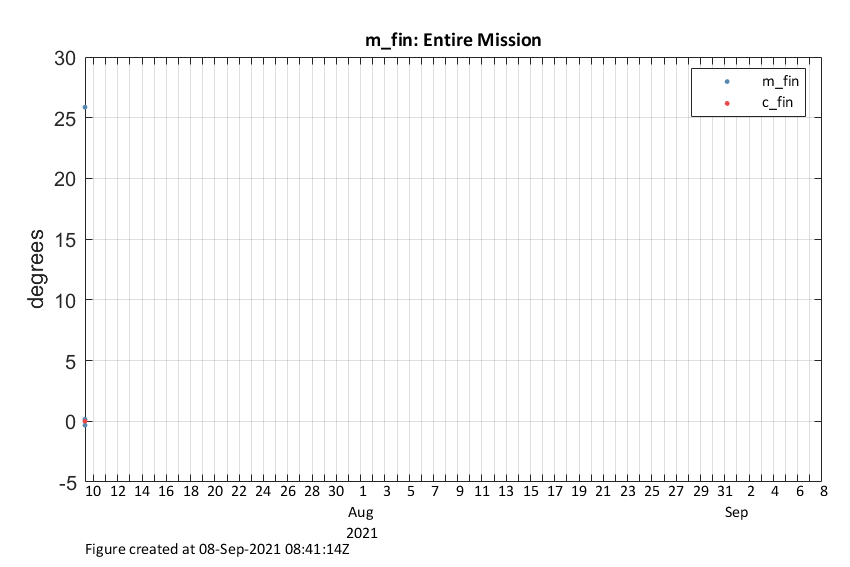 m_fin: Entire Mission
30
25
20
15
10
5
0
-5
degrees
m_fin
c_fin
10 12 14 16 18 20 22 24 26 28 30 1 3 5 7 9 11 13 15 17 19 21 23 25 27 29 31 2 4 6 8
Aug Sep
2021
Figure created at 08-Sep-2021 08:41:14Z